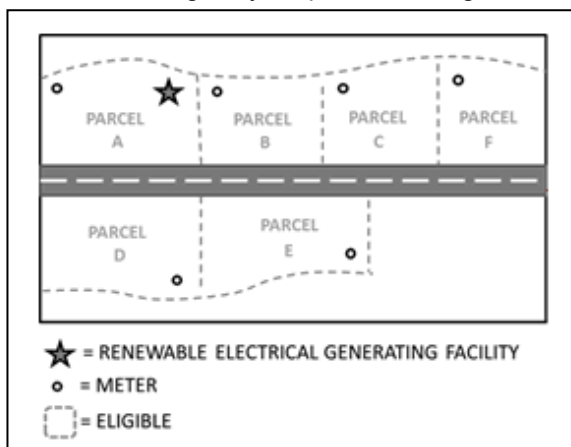 PARCEL
A
PARCEL
B
PARCEL
C
PARCEL
F
PARCEL
D
PARCEL
E
= RENEWABLE ELECTRICAL GENERATING FACILITY
= METER
= ELIGIBLE